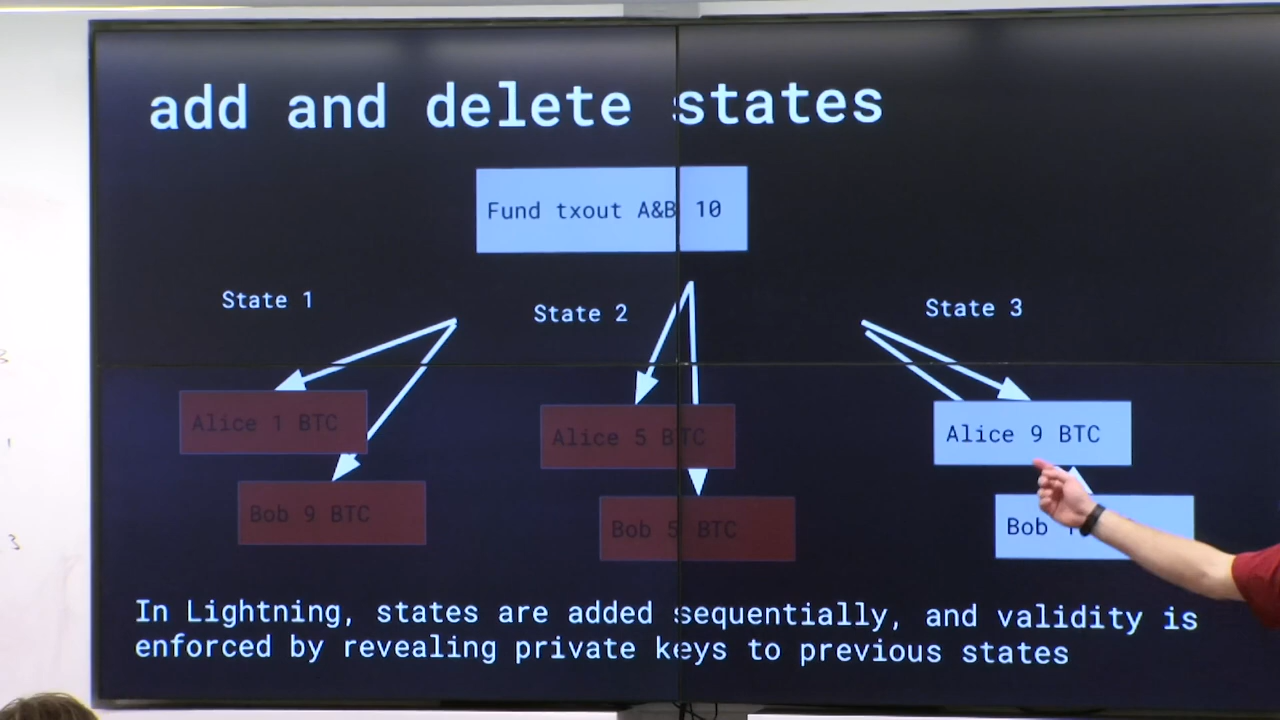 add and delete states
Fund txout A&B 10
State 1
State 2
State 3
Alice 1 BTC
Bob 9 BTC
Alice 5 BTC
Bob 5 BTC
Alice 9 BTC
Bob
In Lightning, states are added sequentially, and validity is
enforced by revealing private keys to previous states